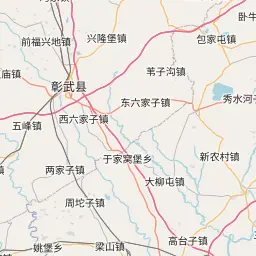 卧牛
兴隆堡镇
包家屯镇
前福兴地镇
苇子沟镇
庙镇
彰武县
秀水河子
东六家子镇
西六家子镇
五峰镇
于家窝堡乡
新农村镇
两家子镇
大柳屯镇
周坨子镇
高台子镇
姚堡乡
梁山镇